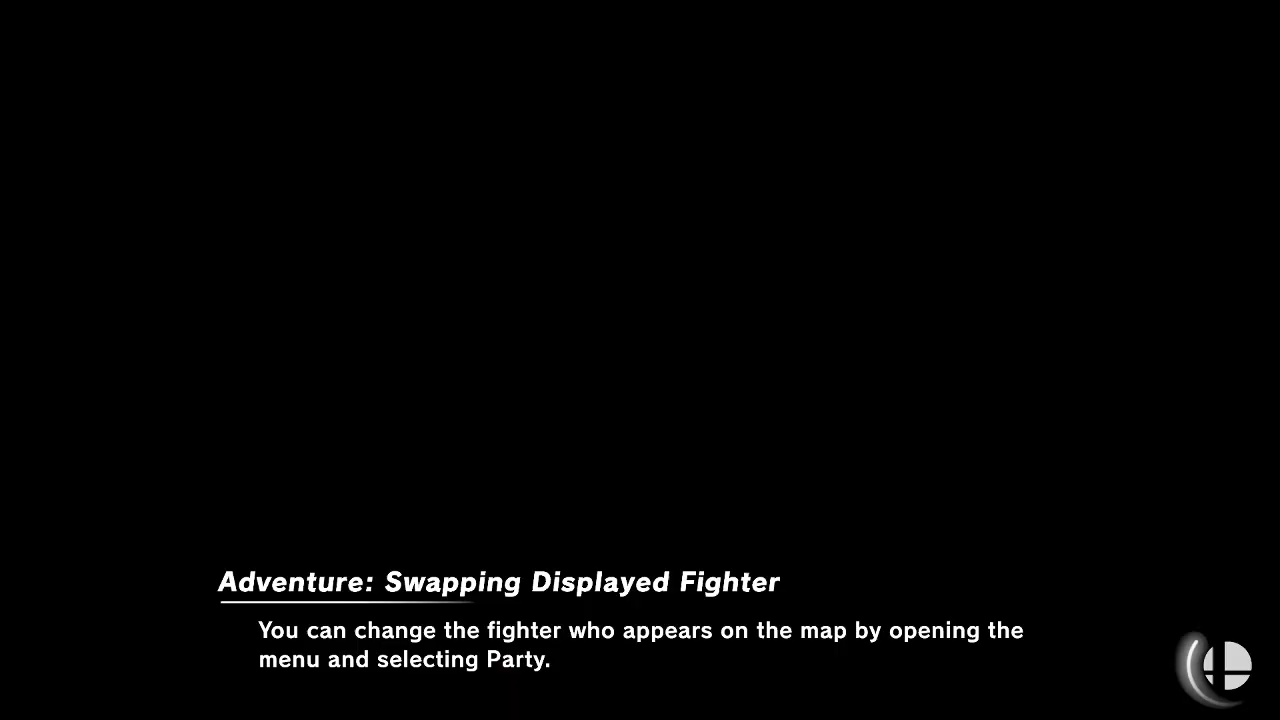 Adventure: Swapping Displayed Fighter
You can change the fighter who appears on the map by opening the
menu and selecting Party.